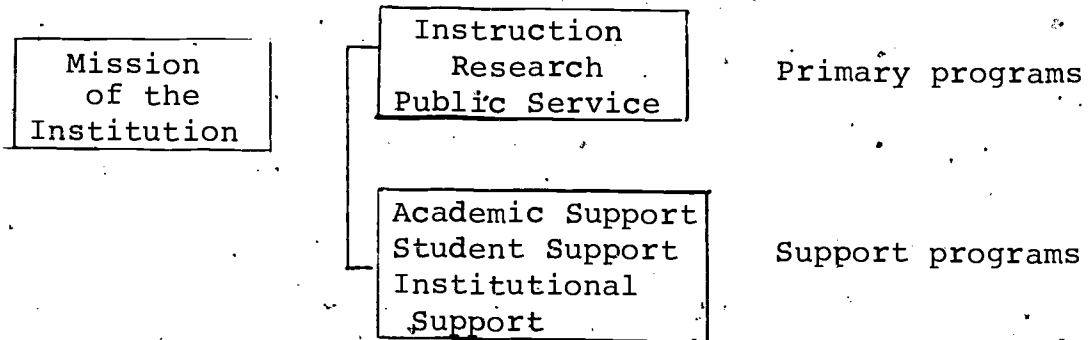 Mission
of the
Institution
Instruction
Research
Public Service
Primary programs
Academic Support
Student Support
Institutional
Support
Support programs